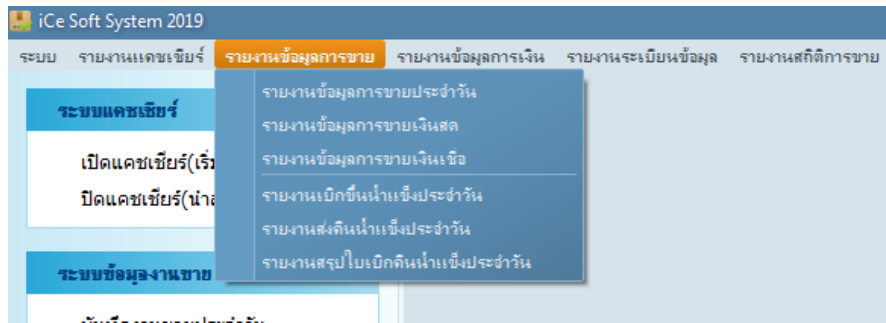 iCe Soft System 2019
ระบบ รายงานแคชเชียร์ รายงานข้อมูลการขาย รายงานข้อมูลการเงิน รายงานระเบียนข้อมูล รายงานสถิติการขาย
รายงานข้อมูลการขายประจำวัน
ระบบแคชเชียร์
รายงานข้อมูลการขายเงินสด
เปิดแคชเชียร์(เริ่ม
รายงานข้อมูลการขายเงินเชื่อ
ปิดแคชเชียร์(นำส
รายงานเบิกขึ้นน้ำแข็งประจำวัน
รายงานส่งคืนน้ำแข็งประจำวัน
ระบบข้อมูลงานขาย
รายงานสรุปใบเบิกคืนน้ำแข็งประจำวัน